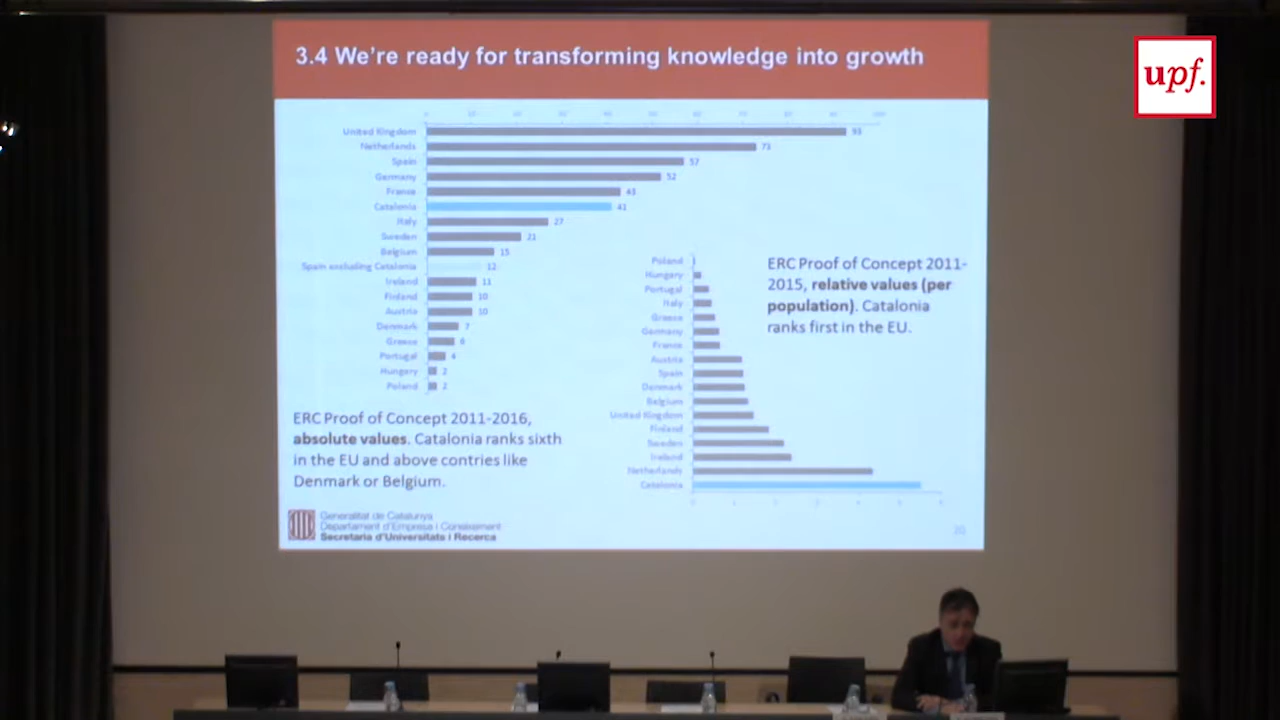 3.4 We're ready for transforming knowledge into growth
upf.
United Kingdom 93
Netherlands 73
Spain 57
Germany 52
France 43
Catalonia 41
Italy 27
Sweden 21
Belgium 15
Spain excluding Catalonia 12
Ireland 11
Finland 10
Austria 10
Denmark 7
Greece 6
Portugal 4
Hungary 2
Poland 2
ERC Proof of Concept 2011-2016,
absolute values. Catalonia ranks sixth
in the EU and above contries like
Denmark or Belgium.
Poland
Hungary
Portugal
Italy
Greece
Germany
France
Austria
Spain
Denmark
Belgium
United Kingdom
Finland
Sweden
Ireland
Netherlands
Catalonia
ERC Proof of Concept 2011-
2015, relative values (per
population). Catalonia
ranks first in the EU.
Generalitat de Catalunya
Departament d'Empresa i Coneixement
Secretaria d'Universitats i Recerca
20